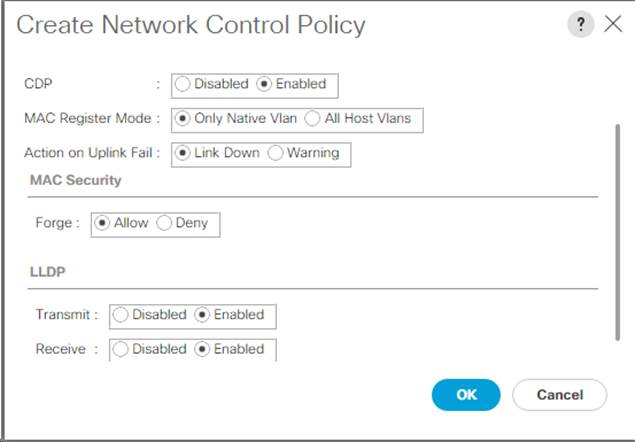 Create Network Control Policy ?
CDP : Disabled Enabled
MAC Register Mode : Only Native Vlan All Host Vlans
Action on Uplink Fail : Link Down Warning
MAC Security
Forge : Allow Deny
LLDP
Transmit : Disabled Enabled
Receive : Disabled Enabled
OK Cancel